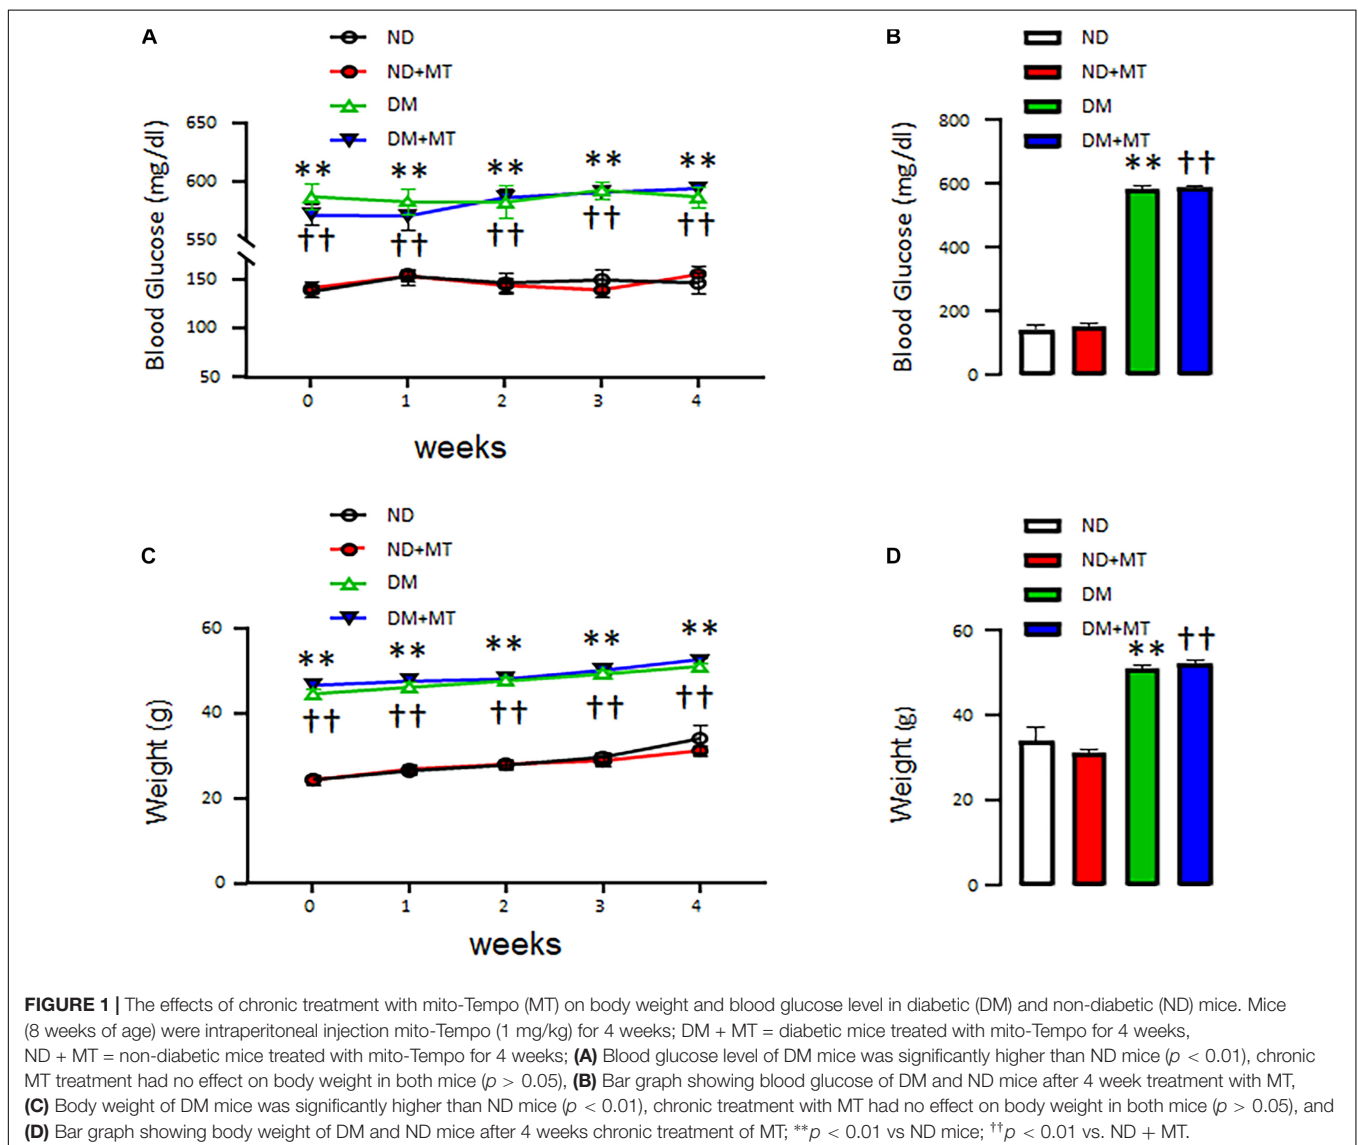 A
ND
ND+MT
DM
DM+MT
Blood Glucose (mg/dl)
650
600
550
150
100
50
** ** ** ** **
†† †† †† †† ††
0 1 2 3 4
weeks
B
ND
ND+MT
DM
DM+MT
Blood Glucose (mg/dl)
800
600
400
200
0
** ††
C
ND
ND+MT
DM
DM+MT
Weight (g)
60
40
20
0
** ** ** ** **
†† †† †† †† ††
0 1 2 3 4
weeks
D
ND
ND+MT
DM
DM+MT
Weight (g)
60
40
20
0
** ††
FIGURE 1 | The effects of chronic treatment with mito-Tempo (MT) on body weight and blood glucose level in diabetic (DM) and non-diabetic (ND) mice. Mice
(8 weeks of age) were intraperitoneal injection mito-Tempo (1 mg/kg) for 4 weeks; DM + MT = diabetic mice treated with mito-Tempo for 4 weeks,
ND + MT = non-diabetic mice treated with mito-Tempo for 4 weeks; (A) Blood glucose level of DM mice was significantly higher than ND mice (p < 0.01), chronic
MT treatment had no effect on body weight in both mice (p > 0.05), (B) Bar graph showing blood glucose of DM and ND mice after 4 week treatment with MT,
(C) Body weight of DM mice was significantly higher than ND mice (p < 0.01), chronic treatment with MT had no effect on body weight in both mice (p > 0.05), and
(D) Bar graph showing body weight of DM and ND mice after 4 weeks chronic treatment of MT; **p < 0.01 vs ND mice; ††p < 0.01 vs. ND + MT.